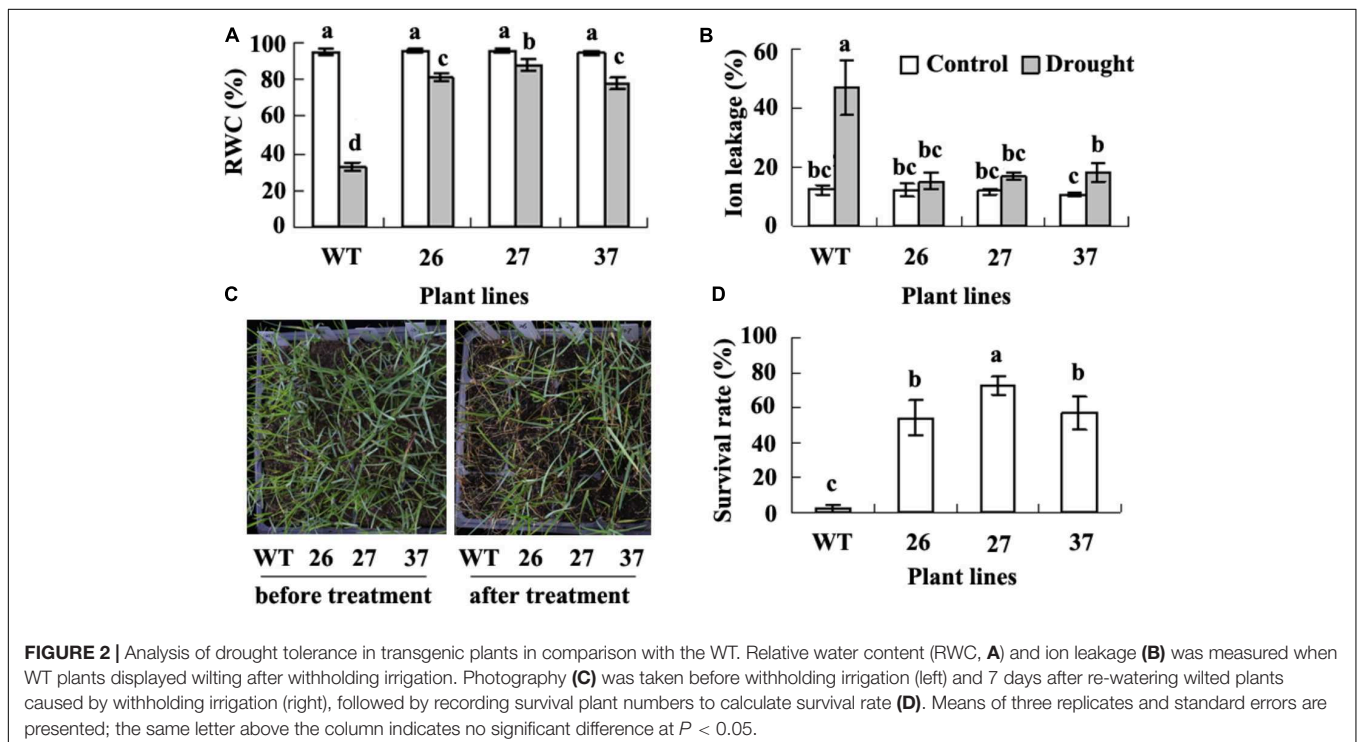 A
RWC (%)
100
80
60
40
20
0
a
d
a
c
a
b
a
c
WT 26 27 37
Plant lines
B
Ion leakage (%)
60
40
20
0
Control Drought
bc
a
bc
bc
bc
bc
c
b
WT 26 27 37
Plant lines
C
WT 26 27 37
before treatment
WT 26 27 37
after treatment
D
Survival rate (%)
100
80
60
40
20
0
c
b
a
b
WT 26 27 37
Plant lines
FIGURE 2 | Analysis of drought tolerance in transgenic plants in comparison with the WT. Relative water content (RWC, A) and ion leakage (B) was measured when
WT plants displayed wilting after withholding irrigation. Photography (C) was taken before withholding irrigation (left) and 7 days after re-watering wilted plants
caused by withholding irrigation (right), followed by recording survival plant numbers to calculate survival rate (D). Means of three replicates and standard errors are
presented; the same letter above the column indicates no significant difference at P < 0.05.